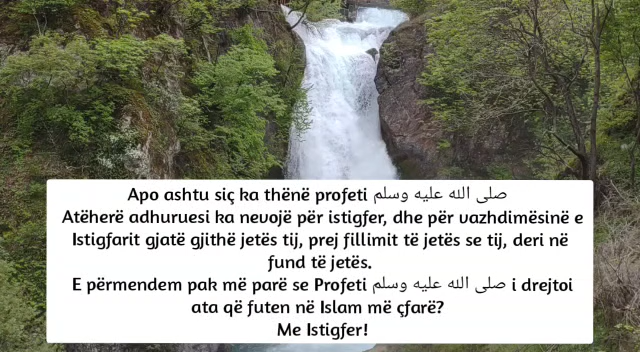 Apo ashtu siç ka thënë profeti صلى الله عليه وسلم
Atëherë adhuruesi ka nevojë për istigfer, dhe për vazhdimësinë e
Istigfarit gjatë gjithë jetës tij, prej fillimit të jetës se tij, deri në
fund të jetës.
E përmendem pak më parë se Profeti صلى الله عليه وسلم i drejtoi
ata që futen në Islam më çfarë?
Me Istigfer!